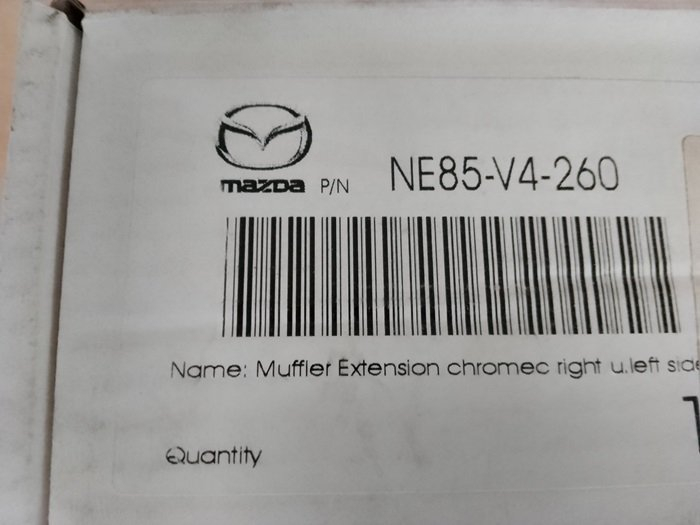 mazda P/N NE85-V4-260
Name: Muffler Extension chromec right u.left side
Quantity